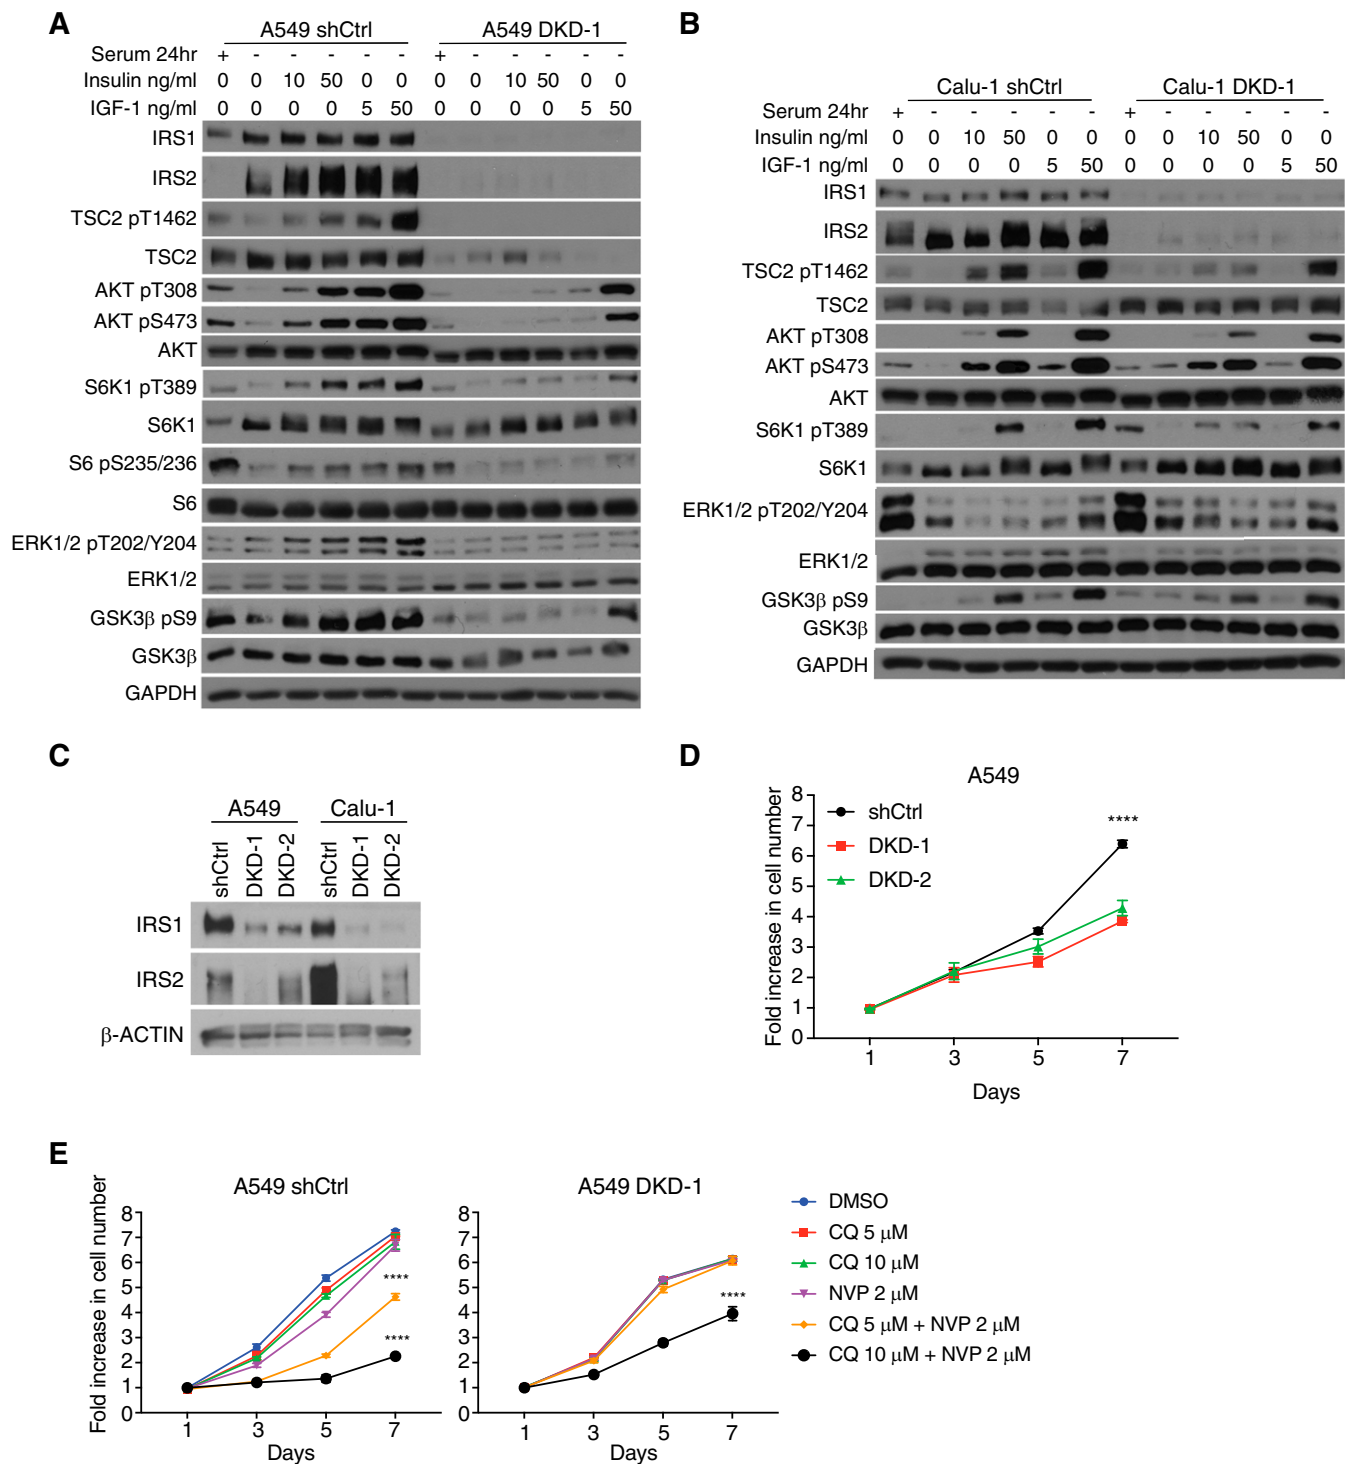 A
A549 shCtrl A549 DKD-1
Serum 24hr + - - - - - + - - - - -
Insulin ng/ml 0 0 10 50 0 0 0 0 10 50 0 0
IGF-1 ng/ml 0 0 0 0 5 50 0 0 0 0 5 50
IRS1
IRS2
TSC2 pT1462
TSC2
AKT pT308
AKT pS473
AKT
S6K1 pT389
S6K1
S6 pS235/236
S6
ERK1/2 pT202/Y204
ERK1/2
GSK3β pS9
GSK3β
GAPDH
B
Calu-1 shCtrl Calu-1 DKD-1
Serum 24hr + - - - - - + - - - - -
Insulin ng/ml 0 0 10 50 0 0 0 0 10 50 0 0
IGF-1 ng/ml 0 0 0 0 5 50 0 0 0 0 5 50
IRS1
IRS2
TSC2 pT1462
TSC2
AKT pT308
AKT pS473
AKT
S6K1 pT389
S6K1
ERK1/2 pT202/Y204
ERK1/2
GSK3β pS9
GSK3β
GAPDH
C
A549 Calu-1
shCtrl DKD-1 DKD-2 shCtrl DKD-1 DKD-2
IRS1
IRS2
β-ACTIN
D
A549
Fold increase in cell number
8
7
6
5
4
3
2
1
0
shCtrl
DKD-1
DKD-2
****
1 3 5 7
Days
E
A549 shCtrl
Fold increase in cell number
8
7
6
5
4
3
2
1
0
****
****
1 3 5 7
Days
A549 DKD-1
8
7
6
5
4
3
2
1
0
****
1 3 5 7
Days
DMSO
CQ 5 μM
CQ 10 μM
NVP 2 μM
CQ 5 μM + NVP 2 μM
CQ 10 μM + NVP 2 μM